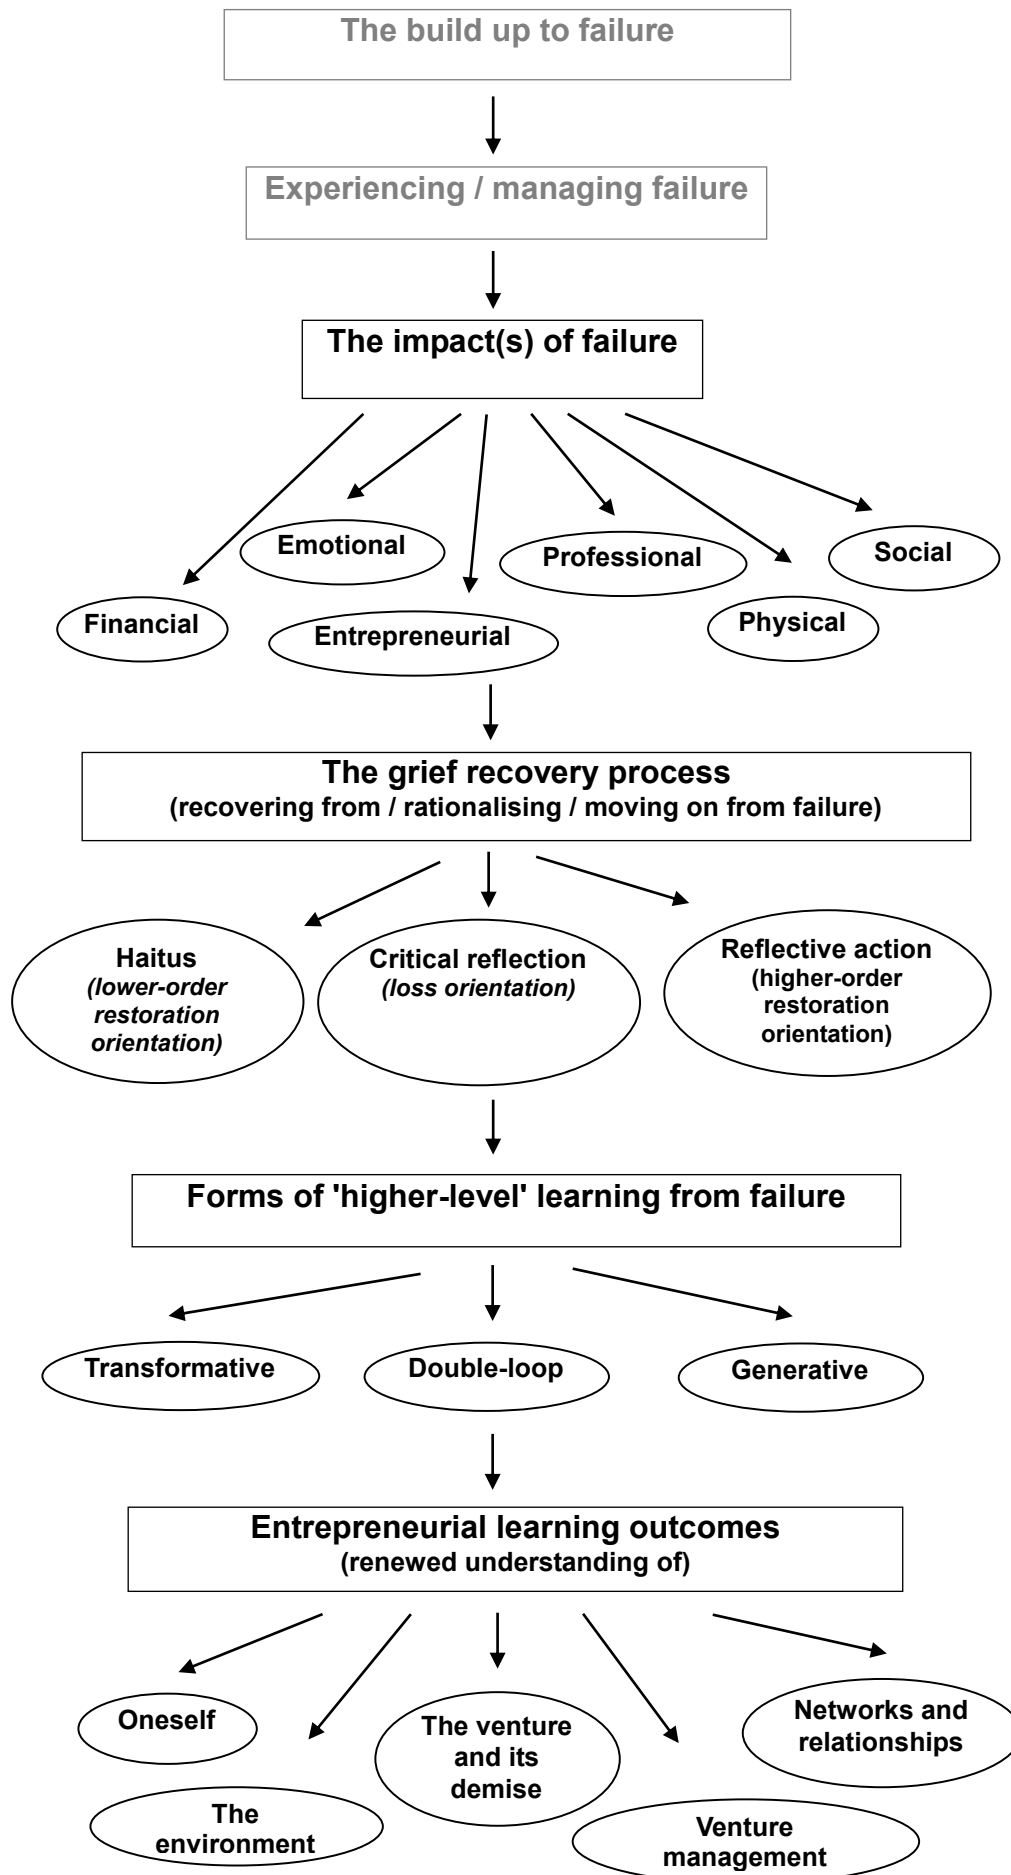 The build up to failure
Experiencing / managing failure
The impact(s) of failure
Emotional
Professional
Social
Financial
Entrepreneurial
Physical
The grief recovery process
(recovering from / rationalising / moving on from failure)
Haitus
(lower-order
restoration
orientation)
Critical reflection
(loss orientation)
Reflective action
(higher-order
restoration
orientation)
Forms of 'higher-level' learning from failure
Transformative
Double-loop
Generative
Entrepreneurial learning outcomes
(renewed understanding of)
Oneself
The environment
The venture
and its
demise
Venture
management
Networks and
relationships